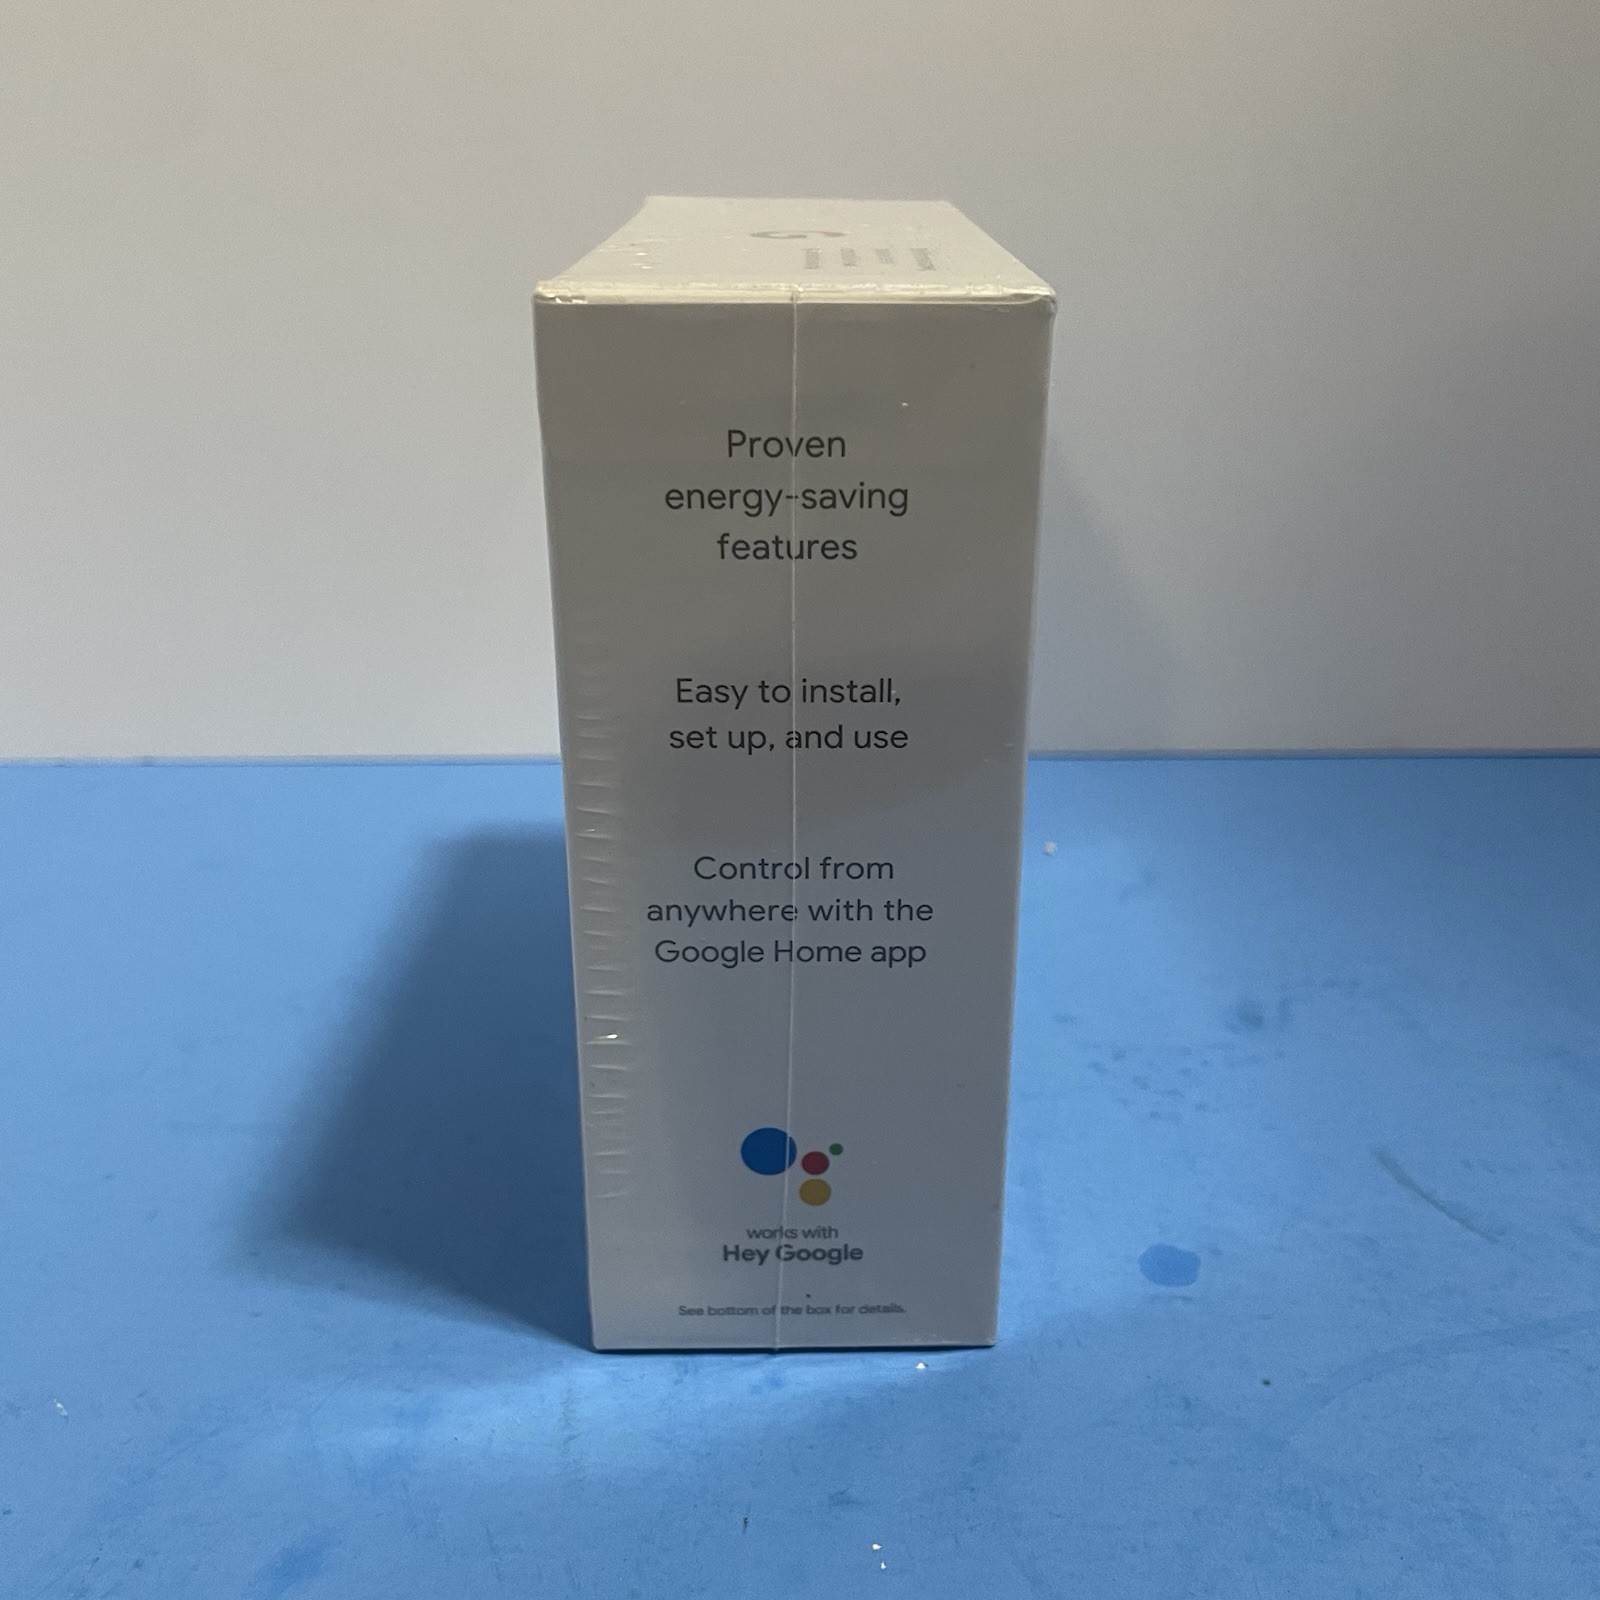 Proven
energy-saving
features
Easy to install,
set up, and use
Control from
anywhere with the
Google Home app
works with
Hey Google
See bottom of the box for details.